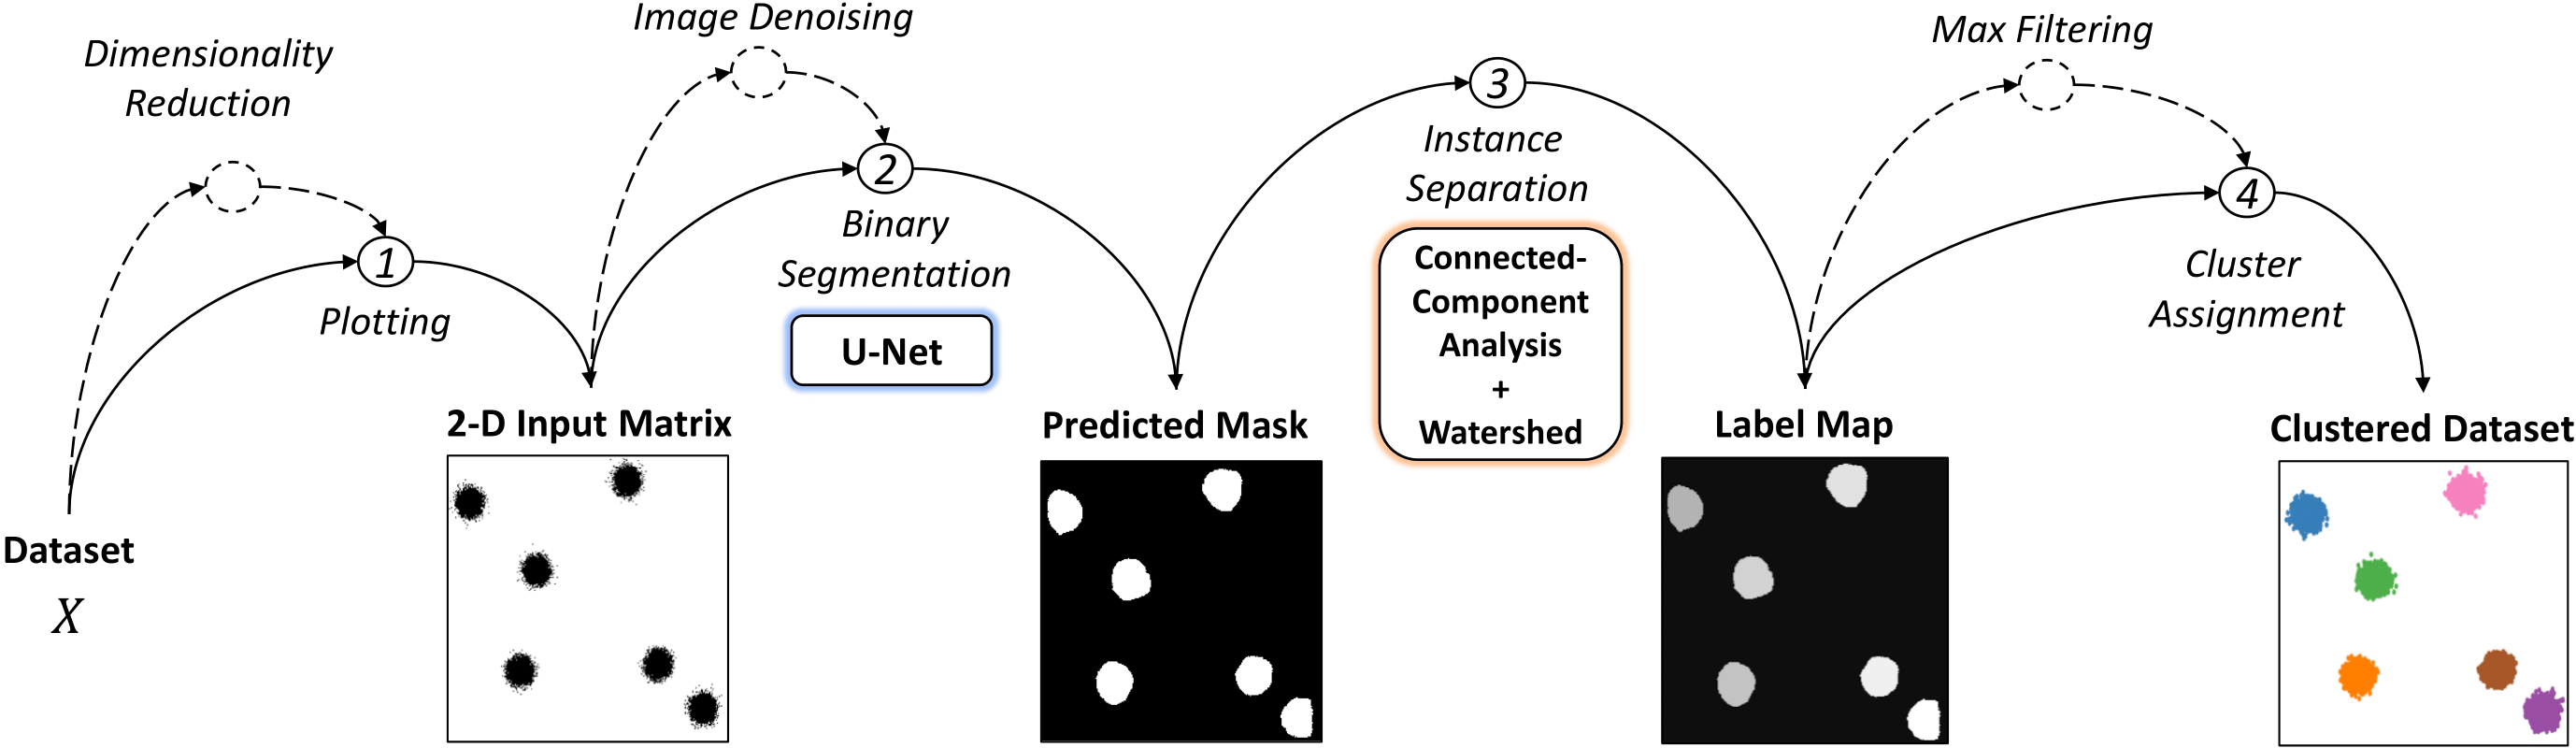 Dimensionality
Reduction
1
Plotting
Dataset
X
2-D Input Matrix
Image Denoising
2
Binary
Segmentation
U-Net
Predicted Mask
3
Instance
Separation
Connected-
Component
Analysis
+
Watershed
Label Map
Max Filtering
4
Cluster
Assignment
Clustered Dataset